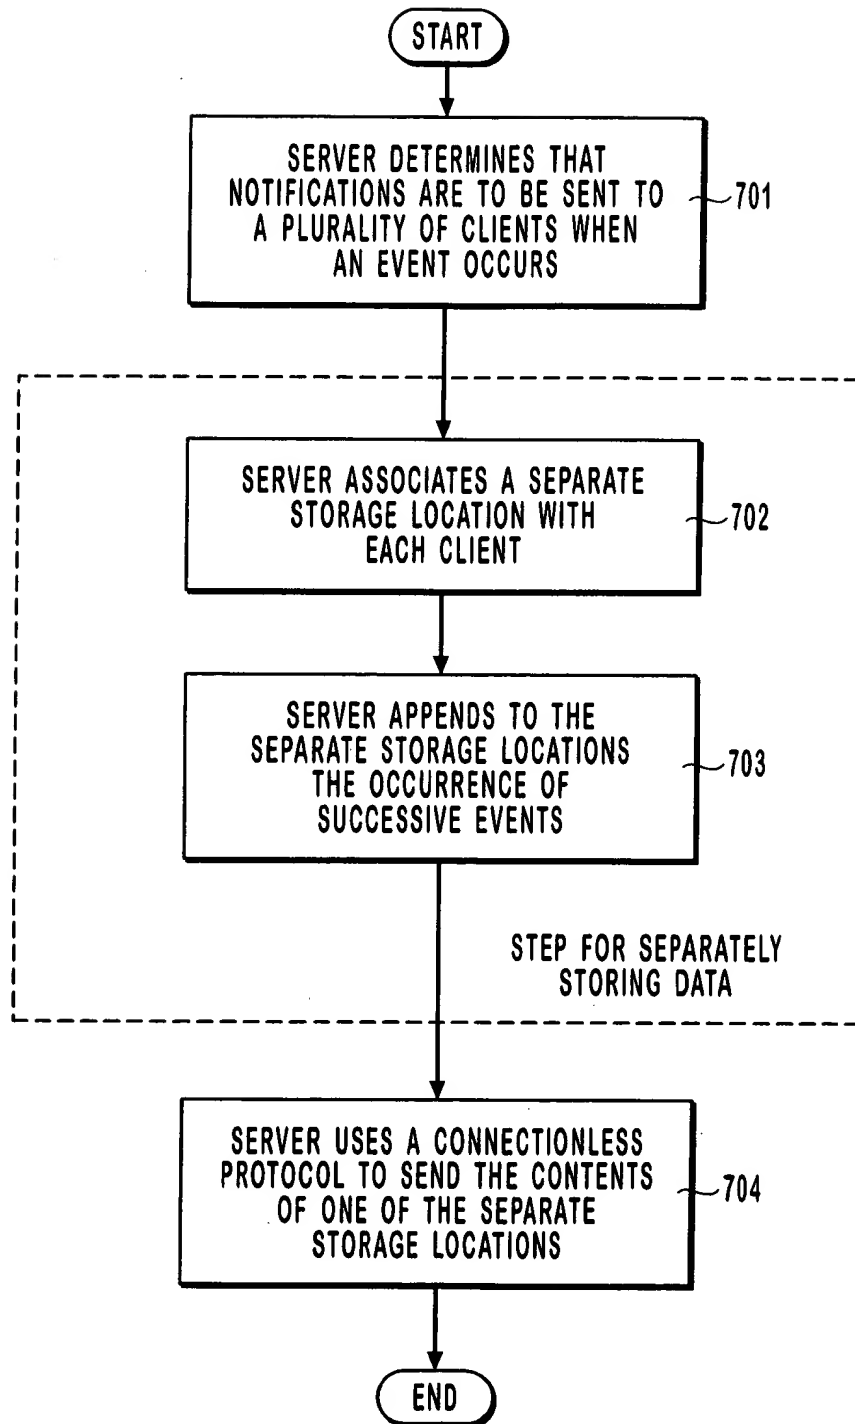 START
SERVER DETERMINES THAT
NOTIFICATIONS ARE TO BE SENT TO
A PLURALITY OF CLIENTS WHEN
AN EVENT OCCURS
701
SERVER ASSOCIATES A SEPARATE
STORAGE LOCATION WITH
EACH CLIENT
702
SERVER APPENDS TO THE
SEPARATE STORAGE LOCATIONS
THE OCCURRENCE OF
SUCCESSIVE EVENTS
703
STEP FOR SEPARATELY
STORING DATA
SERVER USES A CONNECTIONLESS
PROTOCOL TO SEND THE CONTENTS
OF ONE OF THE SEPARATE
STORAGE LOCATIONS
704
END